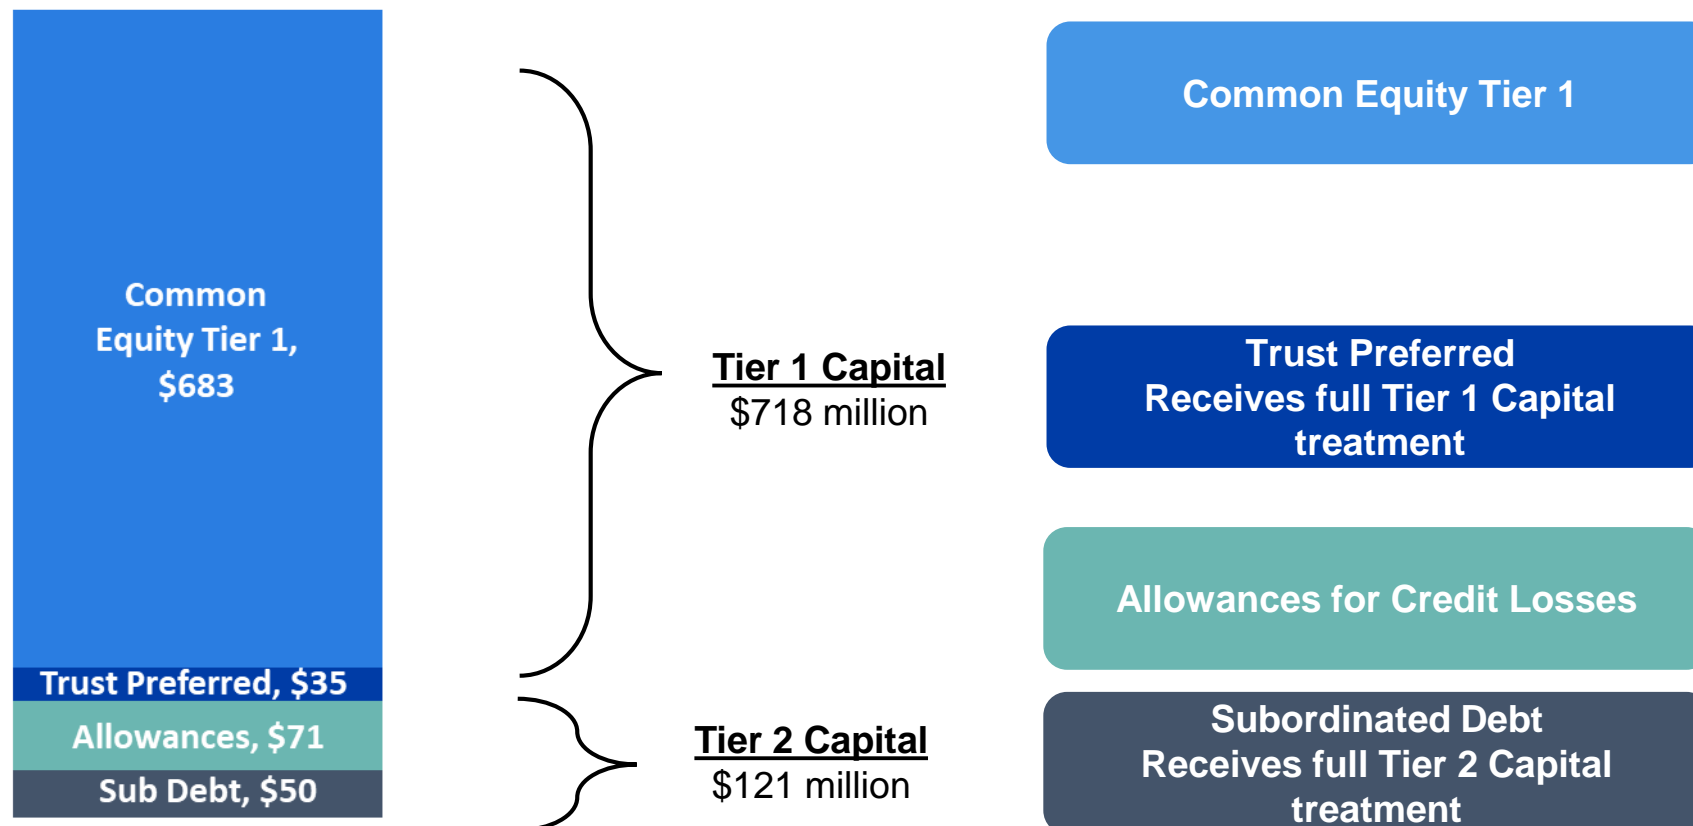 Common
Equity Tier 1,
$683
Trust Preferred, $35
Allowances, $71
Sub Debt, $50
Tier 1 Capital
$718 million
Tier 2 Capital
$121 million
Common Equity Tier 1
Trust Preferred
Receives full Tier 1 Capital
treatment
Allowances for Credit Losses
Subordinated Debt
Receives full Tier 2 Capital
treatment